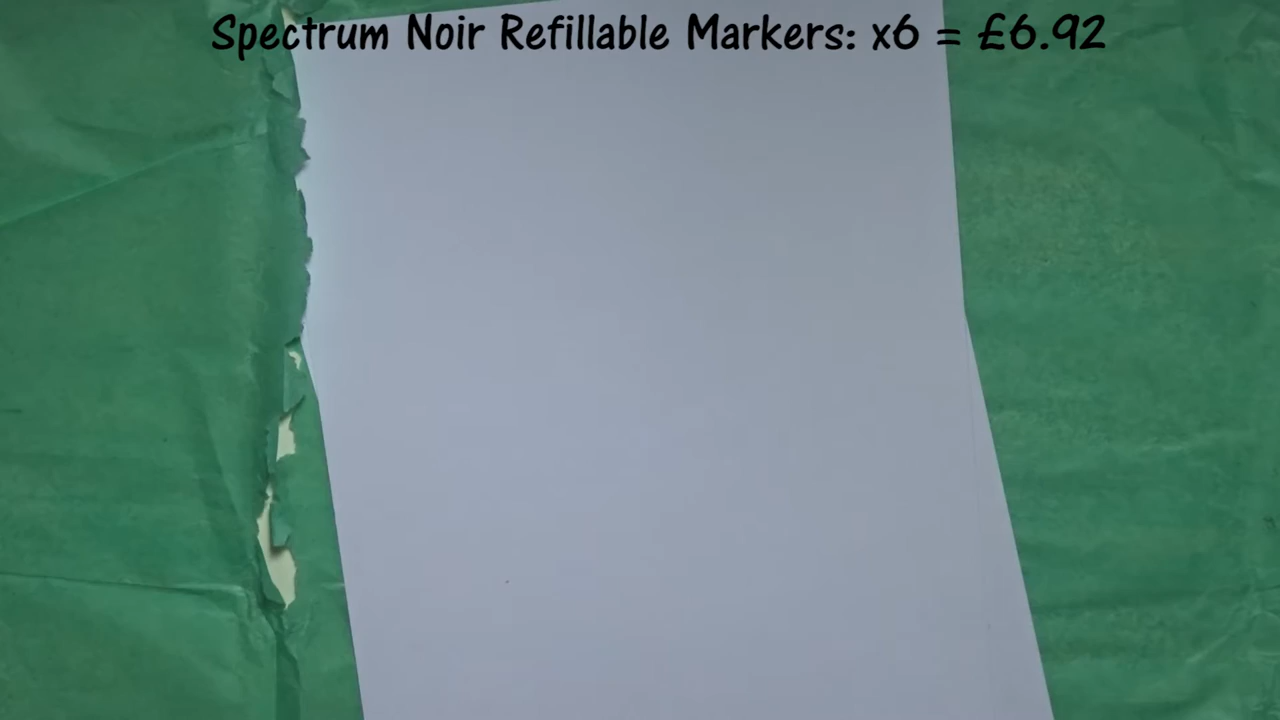 Spectrum Noir Refillable Markers: x6 = £6.92